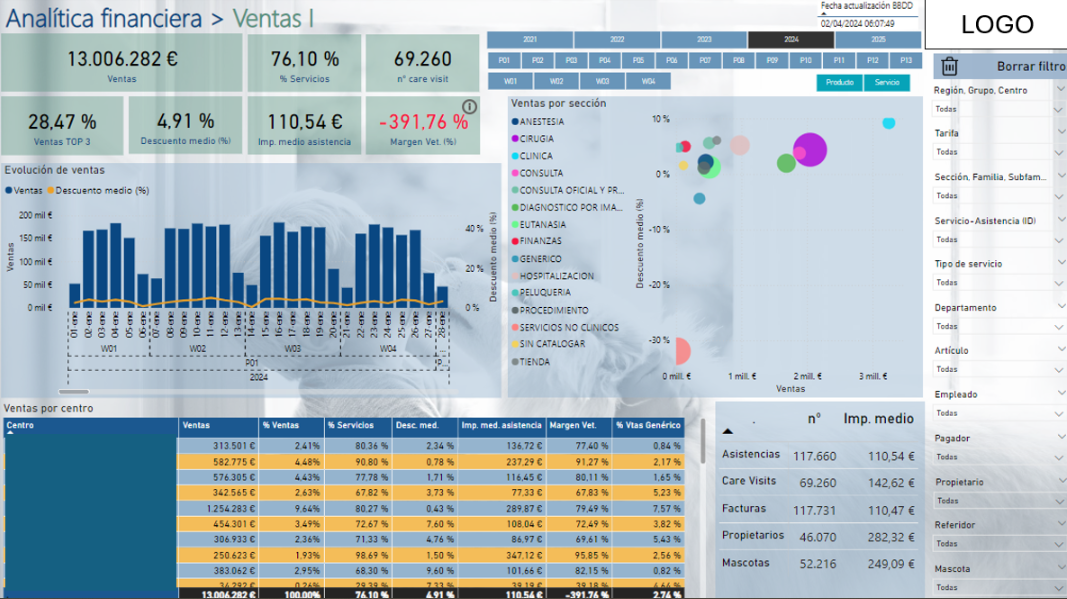 Analítica financiera > Ventas I
Fecha actualización BBDD
02/04/2024 06:07:49
LOGO
13.006.282 €
Ventas
76,10 %
% Servicios
69.260
nº care visit
28,47 %
Ventas TOP 3
4,91 %
Descuento medio (%)
110,54 €
Imp. medio asistencia
-391,76 %
Margen Vet. (%)
2021 2022 2023 2024 2025
P01 P02 P03 P04 P05 P06 P07 P08 P09 P10 P11 P12 P13
W01 W02 W03 W04
Producto Servicio
Evolución de ventas
Ventas Descuento medio (%)
200 mil €
150 mil €
100 mil €
50 mil €
0 mil €
Ventas
40 %
20 %
0 %
Descuento medio (%)
01-ene 02-ene 03-ene 04-ene 05-ene 06-ene 07-ene 08-ene 09-ene 10-ene 11-ene 12-ene 13-ene 14-ene 15-ene 16-ene 17-ene 18-ene 19-ene 20-ene 21-ene 22-ene 23-ene 24-ene 25-ene 26-ene 27-ene 28-ene
W01 W02 W03 W04
P01 P...
2024
Ventas por sección
ANESTESIA
CIRUGIA
CLINICA
CONSULTA
CONSULTA OFICIAL Y PR...
DIAGNOSTICO POR IMA...
EUTANASIA
FINANZAS
GENERICO
HOSPITALIZACION
PELUQUERIA
PROCEDIMIENTO
SERVICIOS NO CLINICOS
SIN CATALOGAR
TIENDA
Descuento medio (%)
10 %
0 %
-10 %
-20 %
-30 %
0 mill. € 1 mill. € 2 mill. € 3 mill. €
Ventas
Ventas por centro
Centro Ventas % Ventas % Servicios Desc. med. Imp. med. asistencia Margen Vet. % Vtas Genérico
313.501 € 2,41% 80,36 % 2,34 % 136,72 € 77,40 % 0,84 %
582.775 € 4,48% 90,80 % 0,78 % 237,29 € 91,27 % 2,17 %
576.305 € 4,43% 77,78 % 1,71 % 116,45 € 80,11 % 1,65 %
342.565 € 2,63% 67,82 % 3,73 % 77,33 € 67,83 % 5,23 %
1.254.283 € 9,64% 80,27 % 0,43 % 289,87 € 79,49 % 7,57 %
454.301 € 3,49% 72,67 % 7,60 % 108,04 € 72,49 % 3,82 %
306.933 € 2,36% 71,33 % 4,76 % 86,97 € 69,61 % 5,43 %
250.623 € 1,93% 98,69 % 1,50 % 347,12 € 95,85 % 2,56 %
383.062 € 2,95% 68,30 % 9,60 % 101,66 € 82,15 % 0,82 %
34.292 € 0,26% 29,39 % 7,33 % 39,19 € 39,18 % 4,64 %
13.006.282 € 100,00% 76,10 % 4,91 % 110,54 € -391,76 % 2,74 %
. nº Imp. medio
Asistencias 117.660 110,54 €
Care Visits 69.260 142,62 €
Facturas 117.731 110,47 €
Propietarios 46.070 282,32 €
Mascotas 52.216 249,09 €
Borrar filtro
Región, Grupo, Centro
Todas
Tarifa
Todas
Sección, Familia, Subfam...
Todas
Servicio-Asistencia (ID)
Todas
Tipo de servicio
Todas
Departamento
Todas
Artículo
Todas
Empleado
Todas
Pagador
Todas
Propietario
Todas
Referidor
Todas
Mascota
Todas